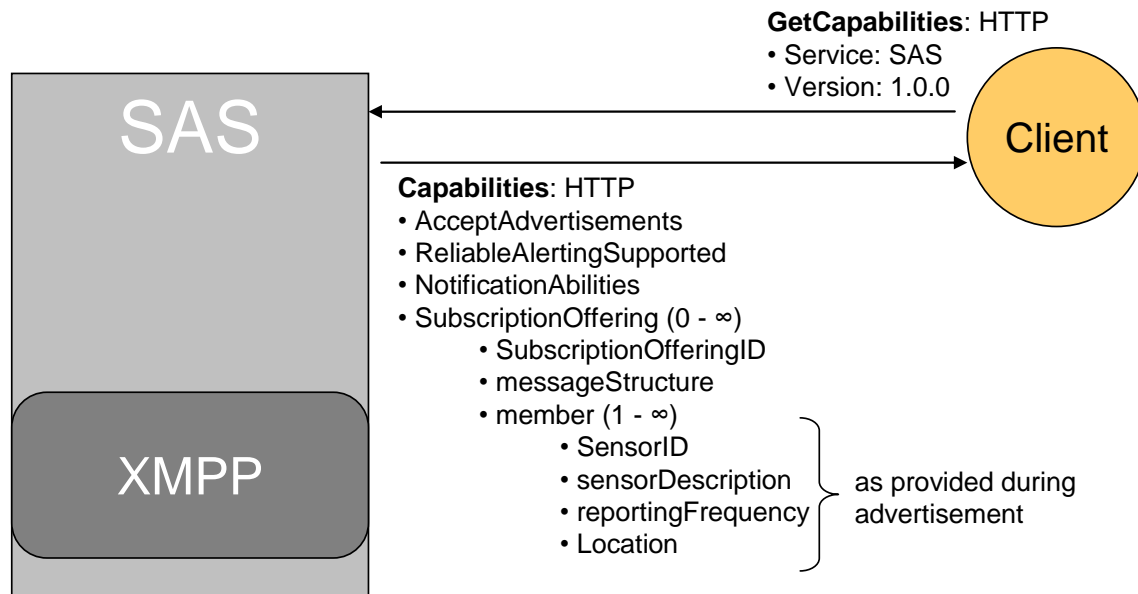 GetCapabilities: HTTP
• Service: SAS
• Version: 1.0.0
SAS
Client
Capabilities: HTTP
• AcceptAdvertisements
• ReliableAlertingSupported
• NotificationAbilities
• SubscriptionOffering (0 - ∞)
• SubscriptionOfferingID
• messageStructure
• member (1 - ∞)
• SensorID
• sensorDescription
• reportingFrequency
• Location
as provided during
advertisement
XMPP